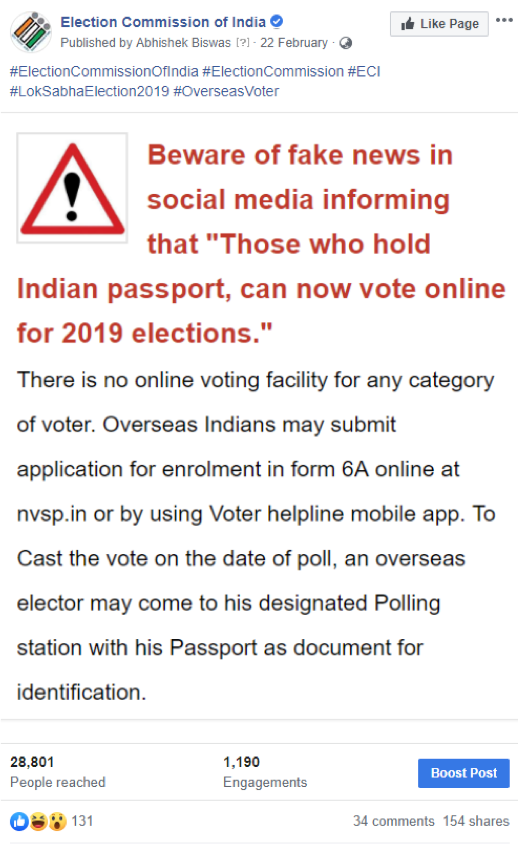 Election Commission of India
Like Page
Published by Abhishek Biswas [?] · 22 February ·
#ElectionCommissionOfIndia #ElectionCommission #ECI
#LokSabhaElection2019 #OverseasVoter
Beware of fake news in
social media informing
that "Those who hold
Indian passport, can now vote online
for 2019 elections."
There is no online voting facility for any category
of voter. Overseas Indians may submit
application for enrolment in form 6A online at
nvsp.in or by using Voter helpline mobile app. To
Cast the vote on the date of poll, an overseas
elector may come to his designated Polling
station with his Passport as document for
identification.
28,801
People reached
1,190
Engagements
Boost Post
131
34 comments 154 shares